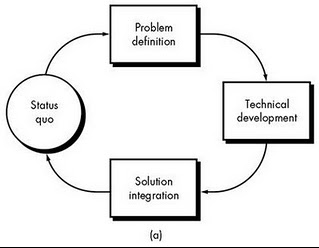 Problem
definition
Status
quo
Technical
development
Solution
integration
(a)